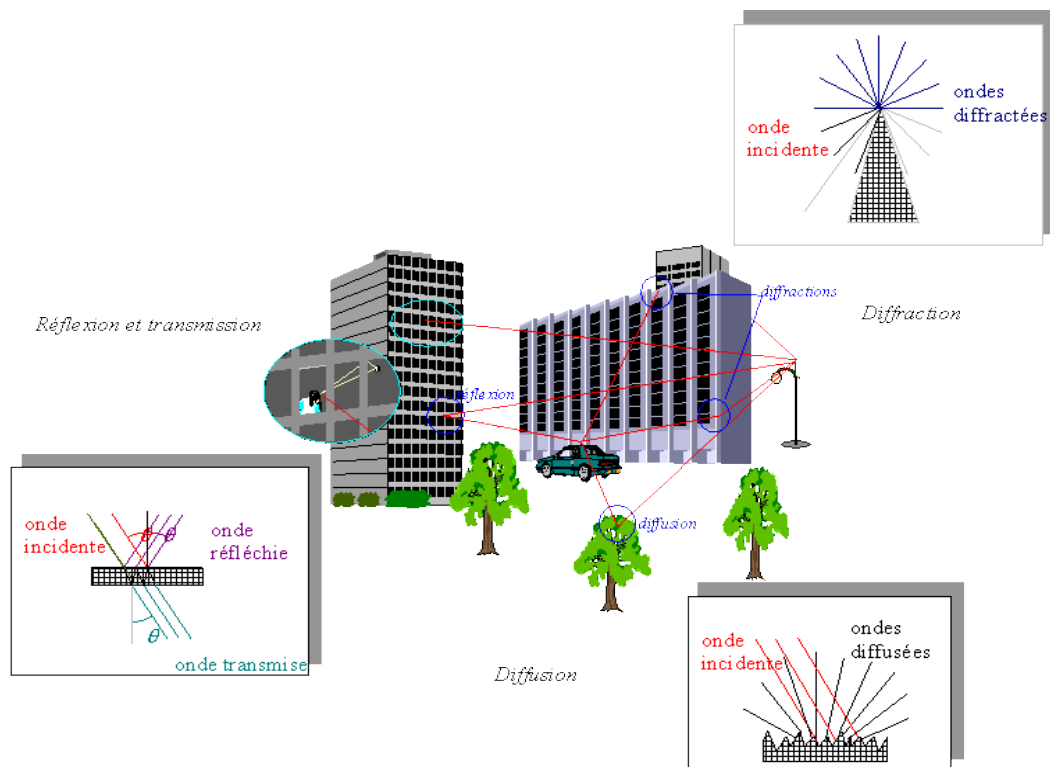 ondes
diffractées
onde
incidente
diffractions
Réflexion et transmission
Diffraction
réflexion
onde
incidente
θ
θ
onde
réfléchie
diffusion
θ
onde transmise
Diffusion
onde
incidente
ondes
diffusées